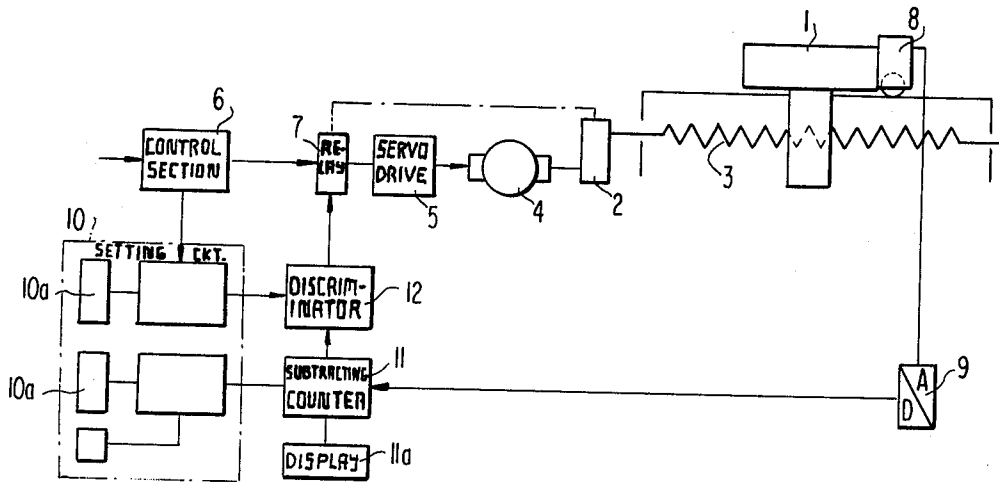 1
8
6
7
CONTROL
SECTION
RE-
LAY
SERVO
DRIVE
5
4
2
3
10
SETTING CKT.
10a
DISCRIM-
INATOR
12
10a
SUBTRACTING
COUNTER
11
A
D
9
DISPLAY
11a